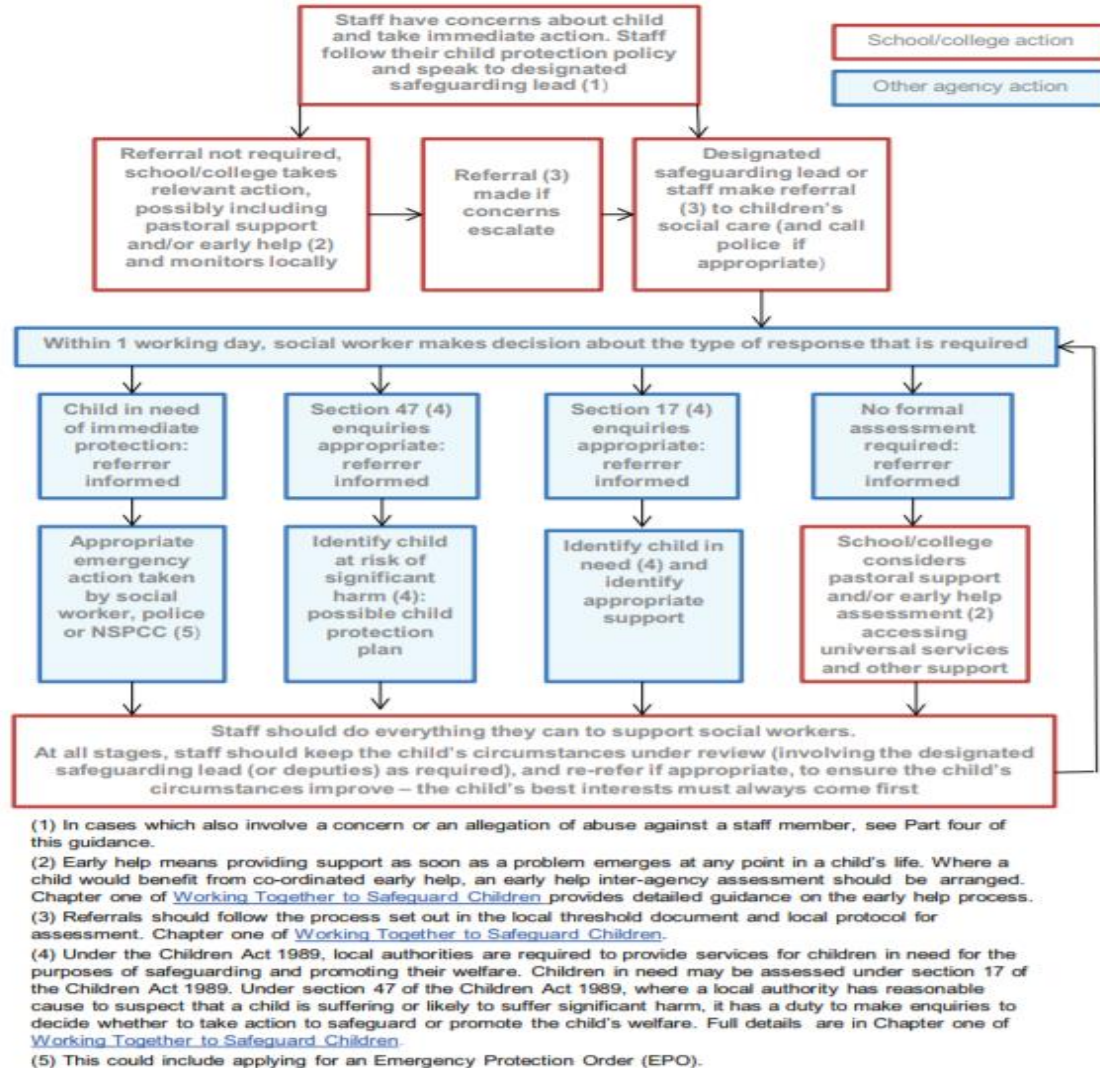 Staff have concerns about child
and take immediate action. Staff
follow their child protection policy
and speak to designated
safeguarding lead (1)
School/college action
Other agency action
Referral not required,
school/college takes
relevant action,
possibly including
pastoral support
and/or early help (2)
and monitors locally
Referral (3)
made if
concerns
escalate
Designated
safeguarding lead or
staff make referral
(3) to children's
social care (and call
police if
appropriate)
Within 1 working day, social worker makes decision about the type of response that is required
Child in need
of immediate
protection:
referrer
informed
Section 47 (4)
enquiries
appropriate:
referrer
informed
Section 17 (4)
enquiries
appropriate:
referrer
informed
No formal
assessment
required:
referrer
informed
Appropriate
emergency
action taken
by social
worker, police
or NSPCC (5)
Identify child
at risk of
significant
harm (4):
possible child
protection
plan
Identify child in
need (4) and
identify
appropriate
support
School/college
considers
pastoral support
and/or early help
assessment (2)
accessing
universal services
and other support
Staff should do everything they can to support social workers.
At all stages, staff should keep the child's circumstances under review (involving the designated
safeguarding lead (or deputies) as required), and re-refer if appropriate, to ensure the child's
circumstances improve – the child's best interests must always come first
(1) In cases which also involve a concern or an allegation of abuse against a staff member, see Part four of
this guidance.
(2) Early help means providing support as soon as a problem emerges at any point in a child's life. Where a
child would benefit from co-ordinated early help, an early help inter-agency assessment should be arranged.
Chapter one of Working Together to Safeguard Children provides detailed guidance on the early help process.
(3) Referrals should follow the process set out in the local threshold document and local protocol for
assessment. Chapter one of Working Together to Safeguard Children.
(4) Under the Children Act 1989, local authorities are required to provide services for children in need for the
purposes of safeguarding and promoting their welfare. Children in need may be assessed under section 17 of
the Children Act 1989. Under section 47 of the Children Act 1989, where a local authority has reasonable
cause to suspect that a child is suffering or likely to suffer significant harm, it has a duty to make enquiries to
decide whether to take action to safeguard or promote the child's welfare. Full details are in Chapter one of
Working Together to Safeguard Children.
(5) This could include applying for an Emergency Protection Order (EPO).